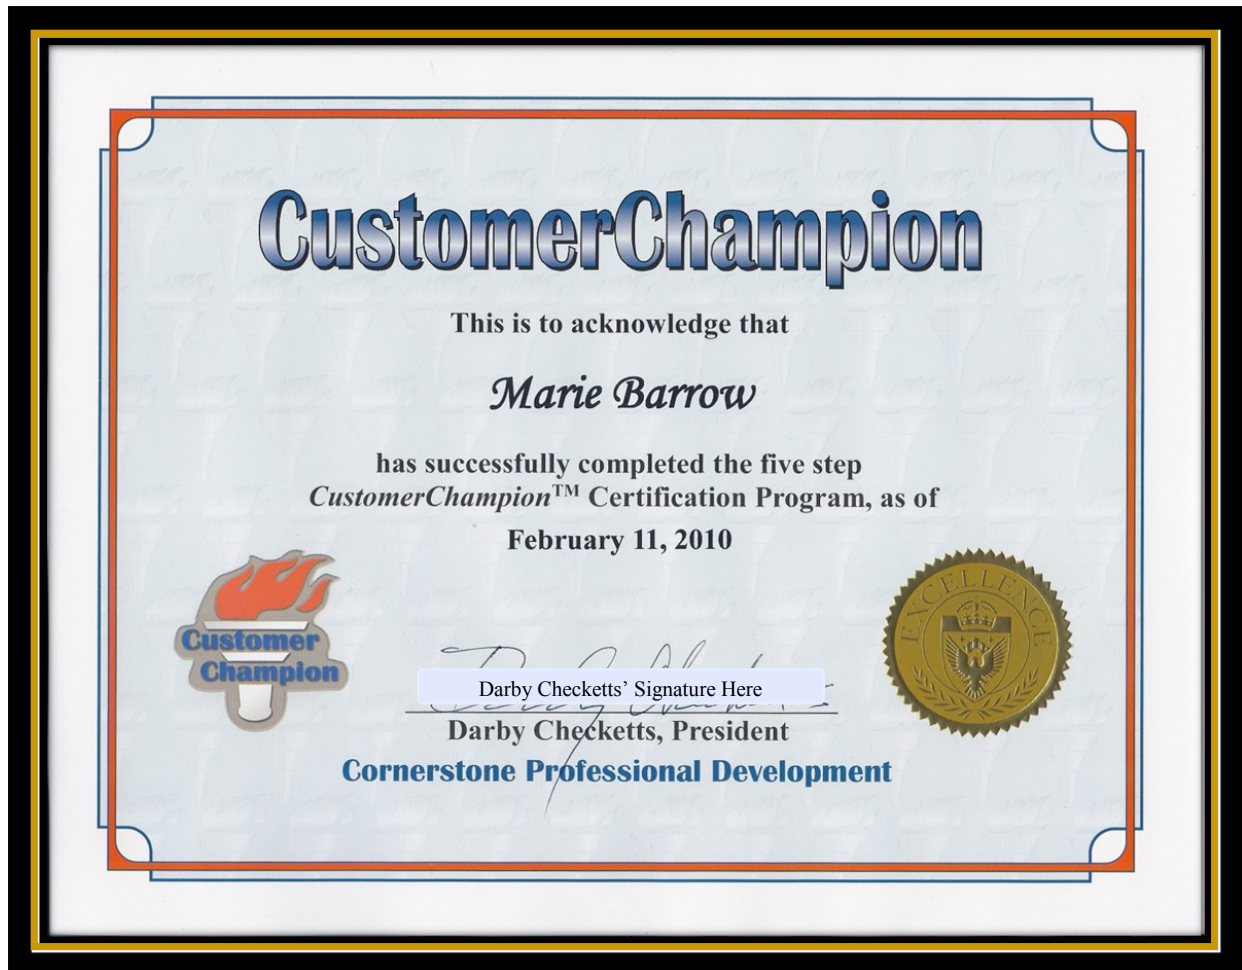 CustomerChampion
This is to acknowledge that
Marie Barrow
has successfully completed the five step
CustomerChampion™ Certification Program, as of
February 11, 2010
Customer
Champion
EXCELLENCE
Darby Checketts’ Signature Here
Darby Checketts, President
Cornerstone Professional Development